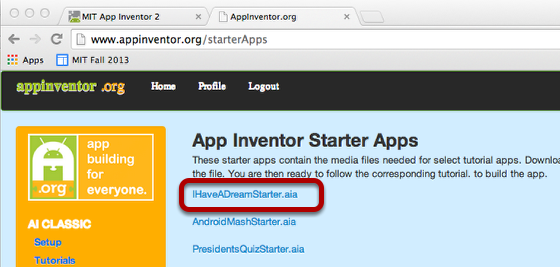 MIT App Inventor 2
AppInventor.org
www.appinventor.org/starterApps
Apps
MIT Fall 2013
appinventor .org
Home
Profile
Logout
app
building
for
everyone.
.org
AI CLASSIC
Setup
Tutorials
App Inventor Starter Apps
These starter apps contain the media files needed for select tutorial apps. Downloa
the file. You are then ready to follow the corresponding tutorial. to build the app.
IHaveADreamStarter.aia
AndroidMashStarter.aia
PresidentsQuizStarter.aia